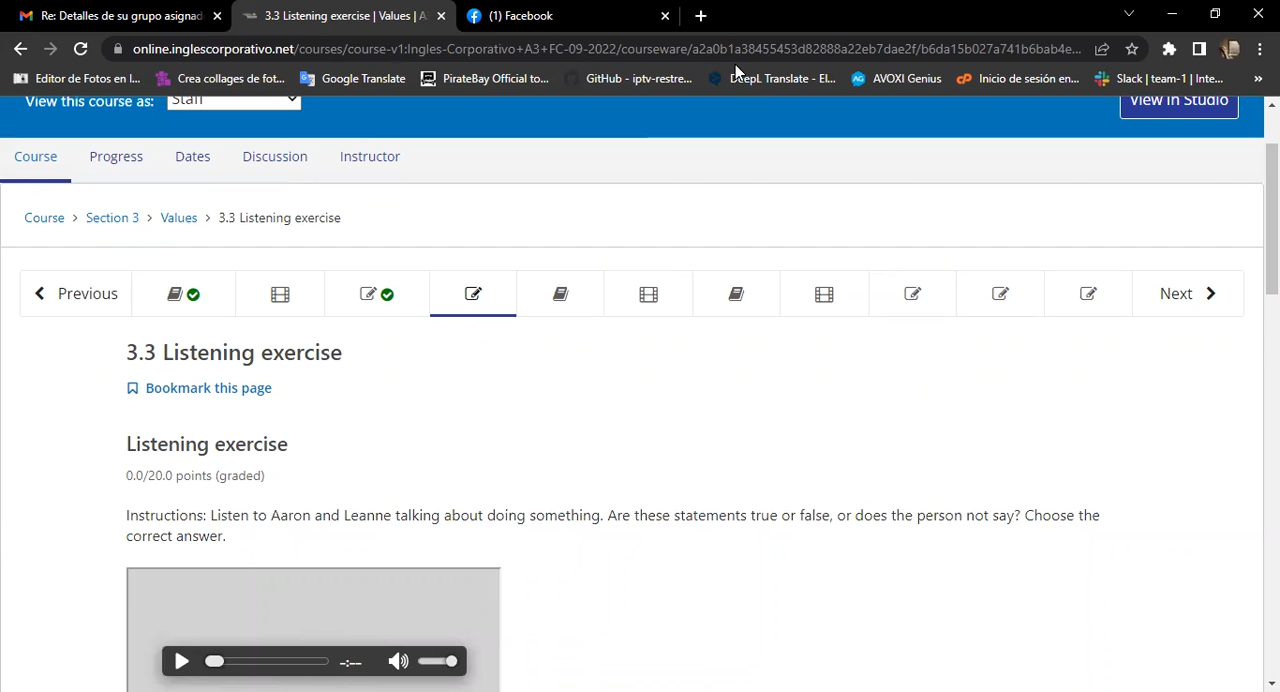 Re: Detalles de su grupo asignad
3.3 Listening exercise | Values | A
(1) Facebook
online.inglescorporativo.net/courses/course-v1:Ingles-Corporativo+A3+FC-09-2022/courseware/a2a0b1a38455453d82888a22eb7dae2f/b6da15b027a741b6bab4e...
Editor de Fotos en l... Crea collages de fot... Google Translate PirateBay Official to... GitHub - iptv-restre... DeepL Translate - El... AVOXI Genius Inicio de sesión en... Slack | team-1 | Inte... »
View this course as: Staff View in Studio
Course Progress Dates Discussion Instructor
Course > Section 3 > Values > 3.3 Listening exercise
Previous Next
3.3 Listening exercise
Bookmark this page
Listening exercise
0.0/20.0 points (graded)
Instructions: Listen to Aaron and Leanne talking about doing something. Are these statements true or false, or does the person not say? Choose the
correct answer.
-:--